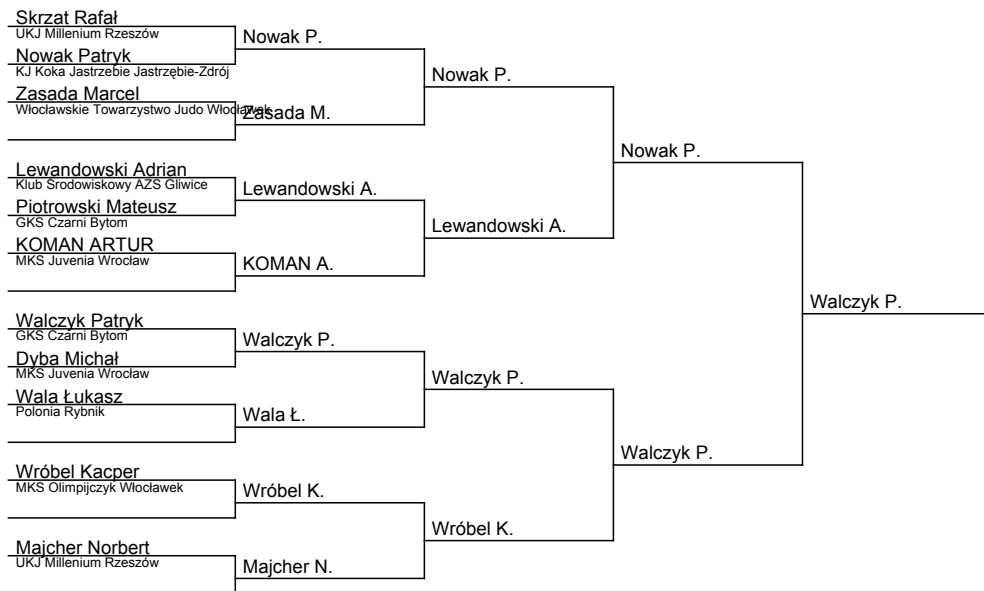 Skrzat Rafał
UKJ Millenium Rzeszów
Nowak Patryk
KJ Koka Jastrzebie Jastrzębie-Zdrój
Zasada Marcel
Włocławskie Towarzystwo Judo Włocławek
Lewandowski Adrian
Klub Środowiskowy AZS Gliwice
Piotrowski Mateusz
GKS Czarni Bytom
KOMAN ARTUR
MKS Juvenia Wrocław
Walczyk Patryk
GKS Czarni Bytom
Dyba Michał
MKS Juvenia Wrocław
Wala Łukasz
Polonia Rybnik
Wróbel Kacper
MKS Olimpijczyk Włocławek
Majcher Norbert
UKJ Millenium Rzeszów
Nowak P.
Zasada M.
Lewandowski A.
KOMAN A.
Walczyk P.
Wala Ł.
Wróbel K.
Majcher N.
Nowak P.
Lewandowski A.
Walczyk P.
Wróbel K.
Nowak P.
Walczyk P.
Walczyk P.